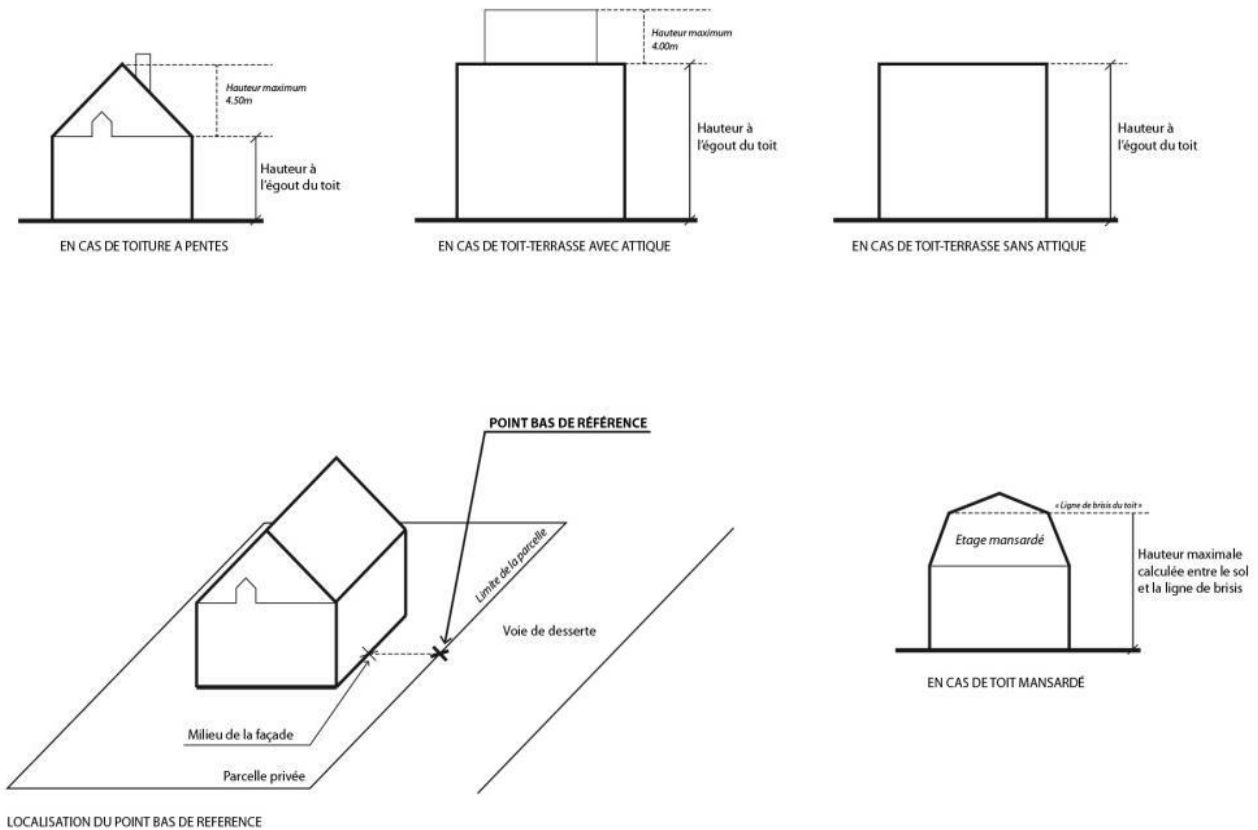 Hauteur maximum
4.50m
Hauteur à
l'égout du toit
EN CAS DE TOITURE A PENTES
Hauteur maximum
4.00m
Hauteur à
l'égout du toit
EN CAS DE TOIT-TERRASSE AVEC ATTIQUE
Hauteur à
l'égout du toit
EN CAS DE TOIT-TERRASSE SANS ATTIQUE
POINT BAS DE RÉFÉRENCE
Limite de la parcelle
Voie de desserte
Milieu de la façade
Parcelle privée
LOCALISATION DU POINT BAS DE REFERENCE
«Ligne de brisis du toit»
Etage mansardé
Hauteur maximale
calculée entre le sol
et la ligne de brisis
EN CAS DE TOIT MANSARDÉ